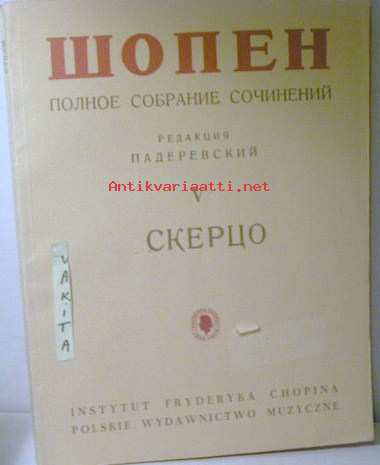 ШОПЕН
ПОЛНОЕ СОБРАНИЕ СОЧИНЕНИЙ
РЕДАКЦИЯ
ПАДЕРЕВСКИЙ
Antikvariaatti.net
V
СКЕРЦО
VAKITA
INSTYTUT FRYDERYKA CHOPINA
POLSKIE WYDAWNICTWO MUZYCZNE